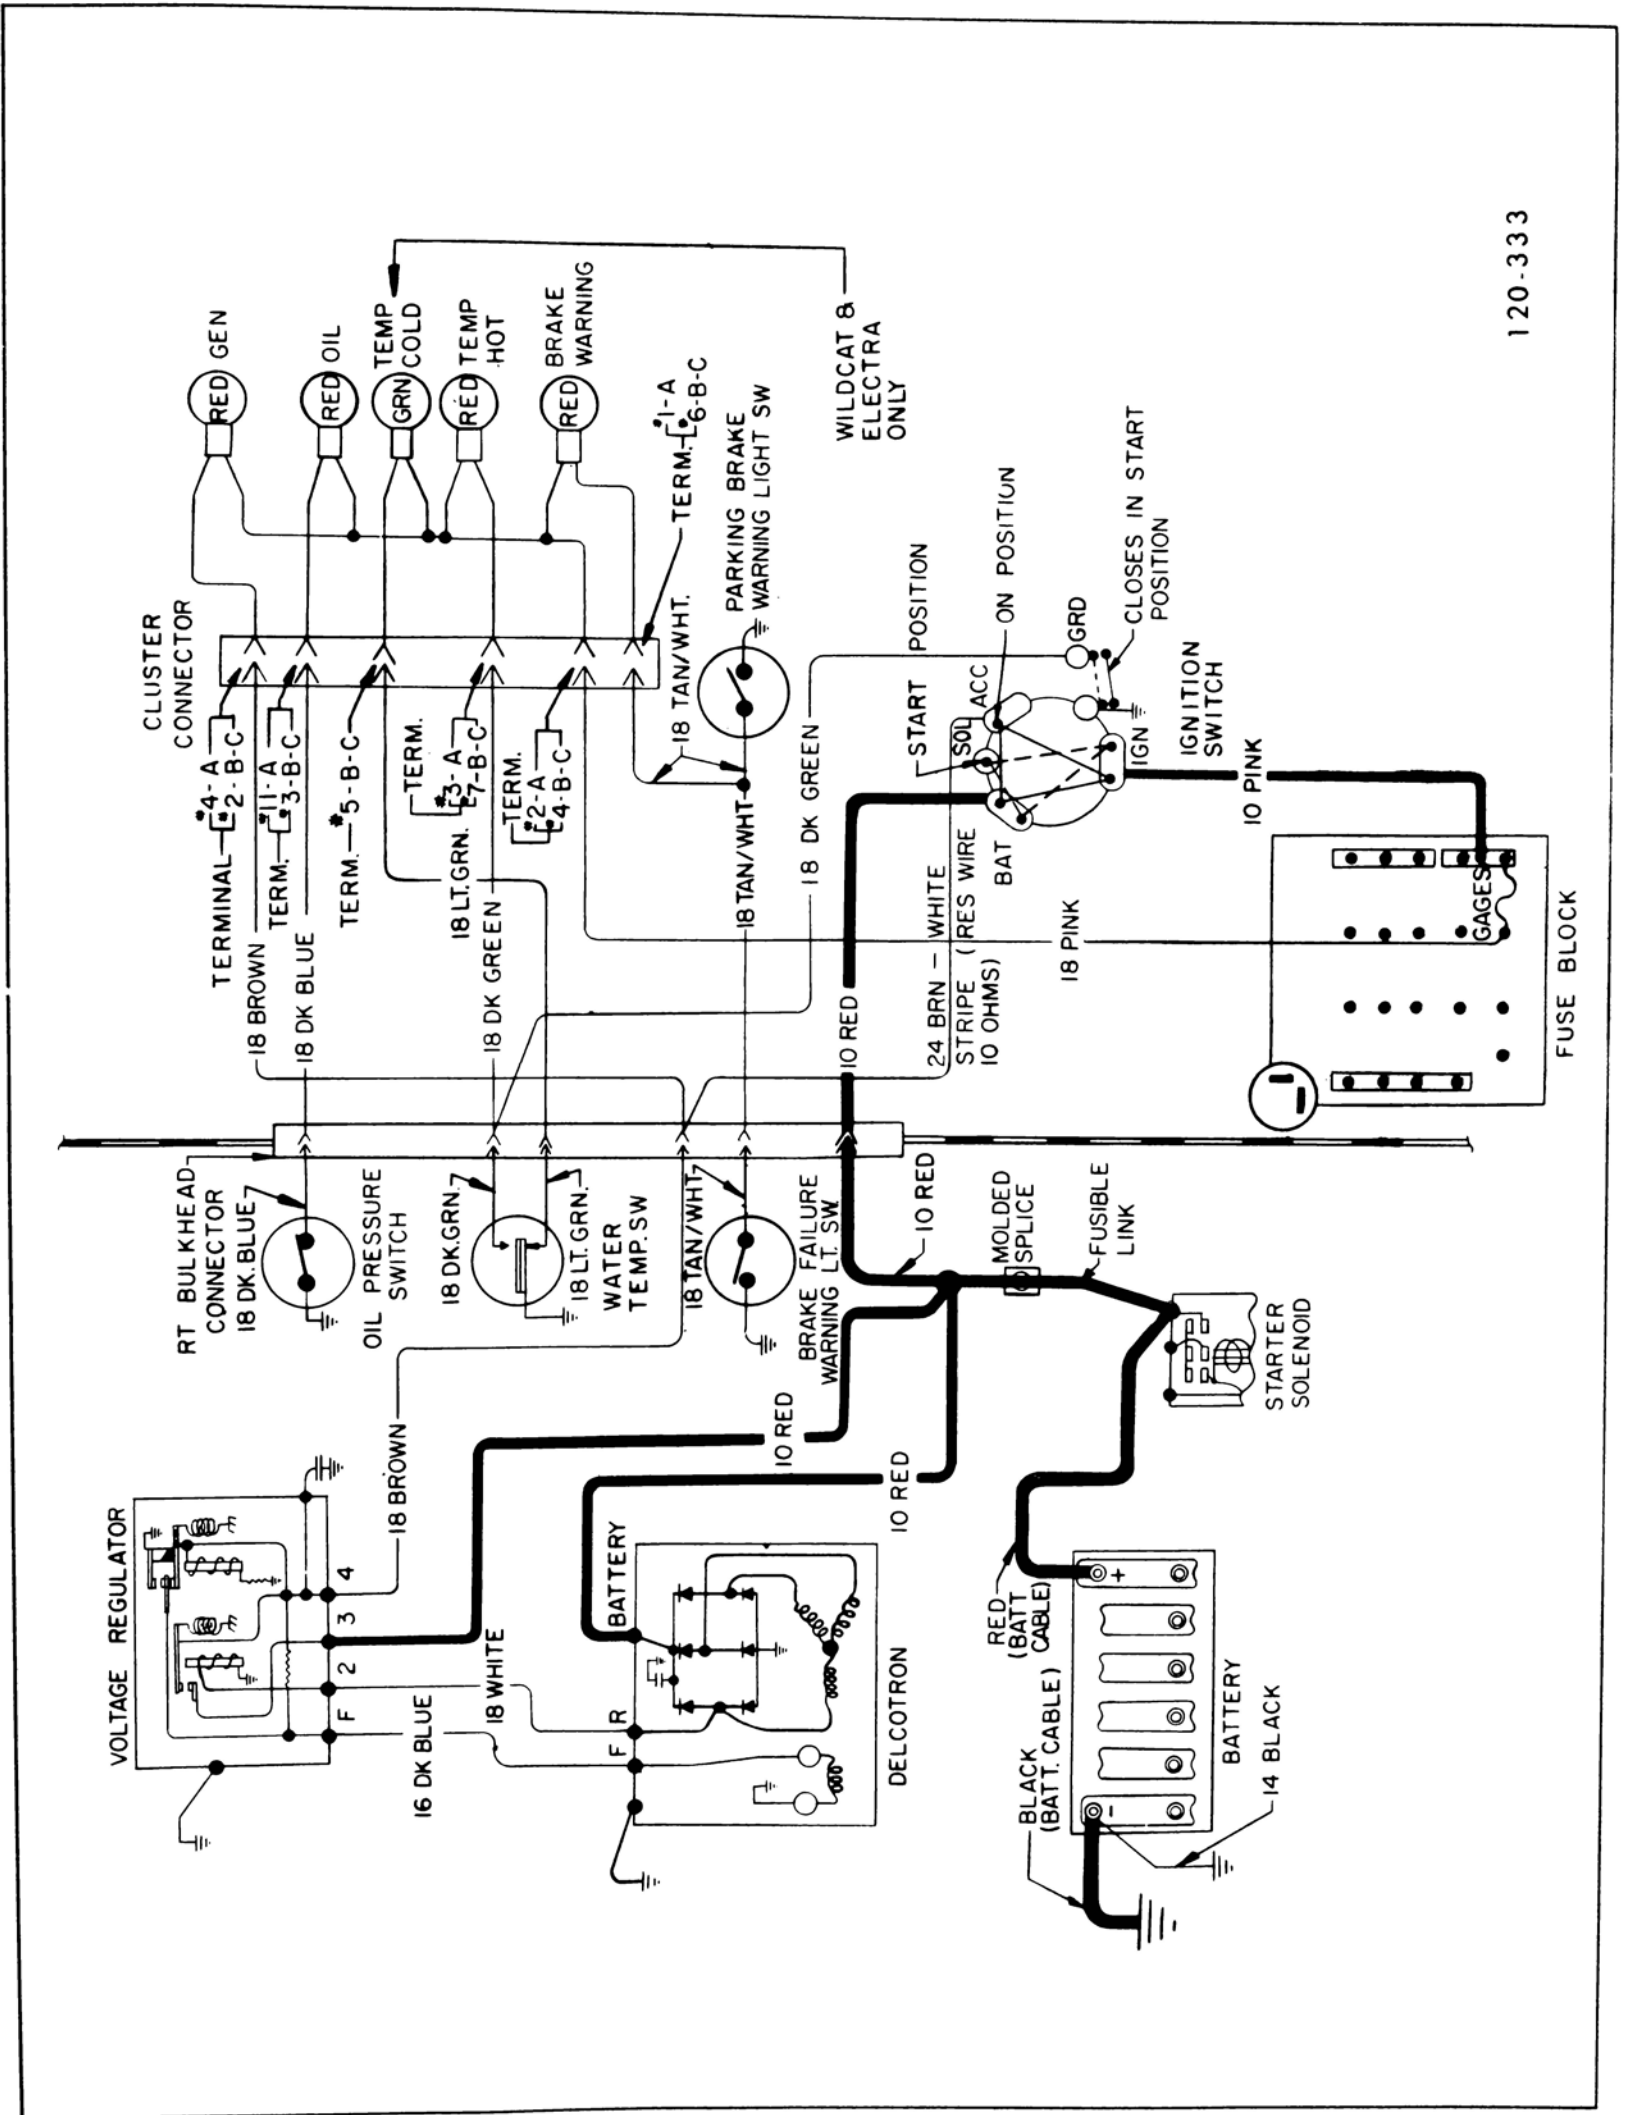 VOLTAGE REGULATOR
F
2
3
4
16 DK BLUE
18 WHITE
18 BROWN
RT BULKHEAD
CONNECTOR
18 DK. BLUE
OIL PRESSURE
SWITCH
18 DK.GRN.
18 LT. GRN.
WATER
TEMP. SW
18 TAN/WHT
BRAKE FAILURE
WARNING LT. SW.
CLUSTER
CONNECTOR
TERMINAL
*4- A
*2- B-C
TERM.
*11- A
*3-B-C
TERM.
*5-B-C
TERM.
*3- A
*7-B-C
TERM.
*2-A
*4-B-C
18 BROWN
18 DK BLUE
18 LT.GRN.
18 DK GREEN
RED
GEN
RED
OIL
GRN
TEMP
COLD
RED
TEMP
HOT
RED
BRAKE
WARNING
TERM.
*1-A
*6-B-C
18 TAN/WHT.
18 TAN/WHT
PARKING BRAKE
WARNING LIGHT SW
WILDCAT &
ELECTRA
ONLY
18 DK GREEN
BATTERY
R
F
DELCOTRON
10 RED
10 RED
10 RED
10 RED
MOLDED
SPLICE
FUSIBLE
LINK
STARTER
SOLENOID
RED
(BATT
CABLE)
BLACK
(BATT. CABLE)
+
-
BATTERY
14 BLACK
24 BRN - WHITE
STRIPE (RES WIRE
10 OHMS)
START POSITION
SOL
ACC
BAT
IGN
GRD
ON POSITION
CLOSES IN START
POSITION
IGNITION
SWITCH
18 PINK
10 PINK
GAGES
FUSE BLOCK
120-333